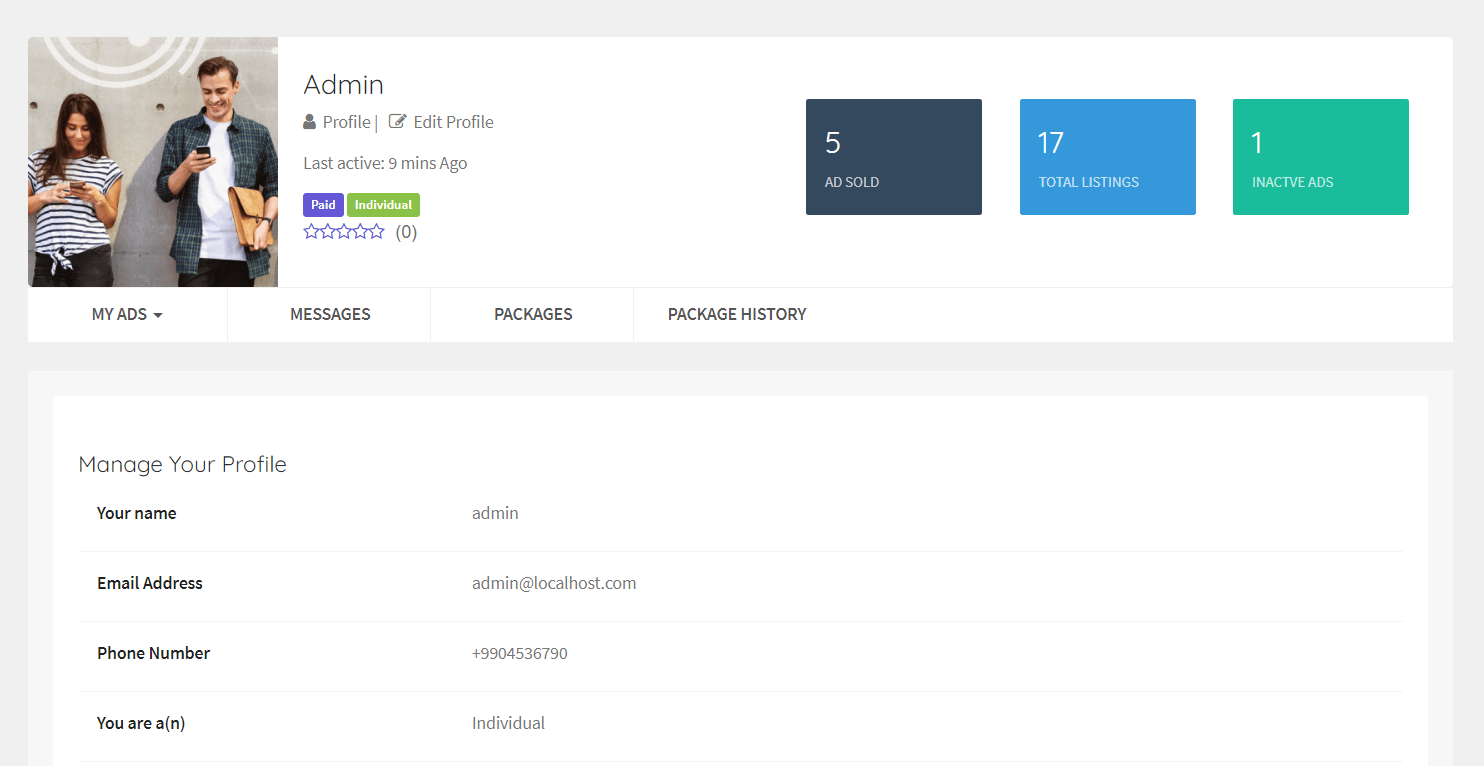 Admin
Profile | Edit Profile
Last active: 9 mins Ago
Paid Individual
(0)
5
AD SOLD
17
TOTAL LISTINGS
1
INACTVE ADS
MY ADS
MESSAGES
PACKAGES
PACKAGE HISTORY
Manage Your Profile
Your name admin
Email Address admin@localhost.com
Phone Number +9904536790
You are a(n) Individual